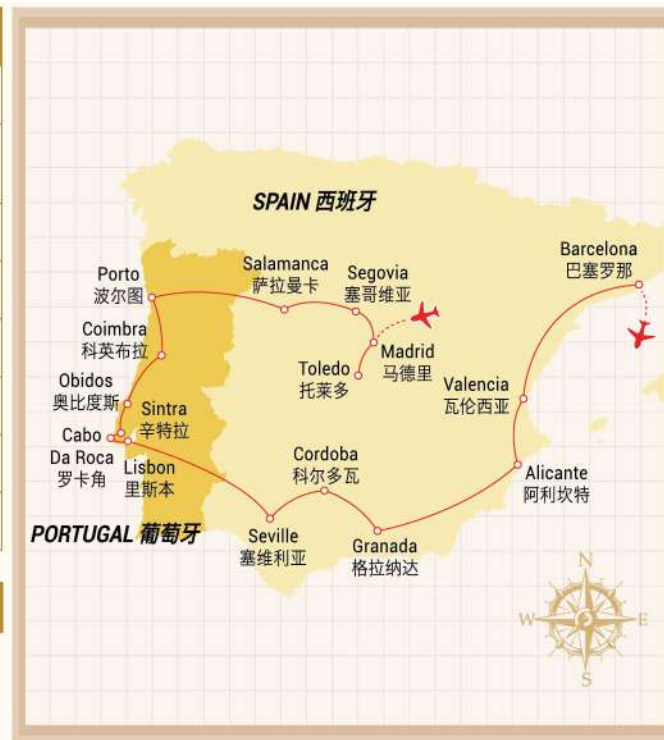 SPAIN 西班牙
Barcelona
巴塞罗那
Salamanca
萨拉曼卡
Segovia
塞哥维亚
Porto
波尔图
Coimbra
科英布拉
Madrid
马德里
Toledo
托莱多
Obidos
奥比度斯
Valencia
瓦伦西亚
Sintra
辛特拉
Cabo
Da Roca
罗卡角
Lisbon
里斯本
Cordoba
科尔多瓦
Alicante
阿利坎特
PORTUGAL 葡萄牙
Seville
塞维利亚
Granada
格拉纳达
N
W
E
S